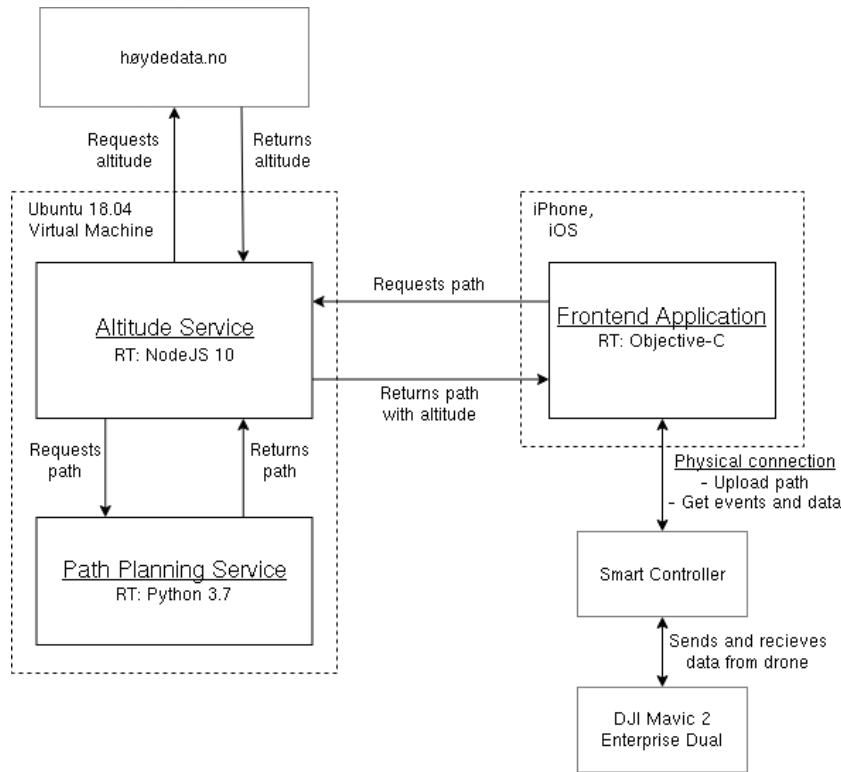 høydedata.no
Requests
altitude
Returns
altitude
Ubuntu 18.04
Virtual Machine
iPhone,
iOS
Altitude Service
RT: NodeJS 10
Requests path
Frontend Application
RT: Objective-C
Returns path
with altitude
Requests
path
Returns
path
Physical connection
- Upload path
- Get events and data
Path Planning Service
RT: Python 3.7
Smart Controller
Sends and recieves
data from drone
DJI Mavic 2
Enterprise Dual